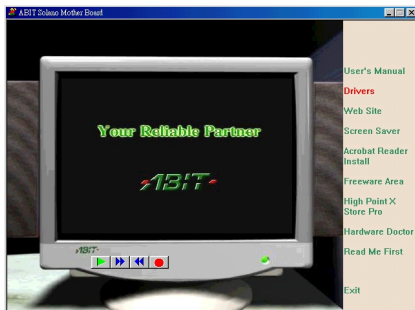 ABIT Solano Mother Board
Your Reliable Partner
ABIT
ABIT
User's Manual
Drivers
Web Site
Screen Saver
Acrobat Reader
Install
Freeware Area
High Point X
Store Pro
Hardware Doctor
Read Me First
Exit